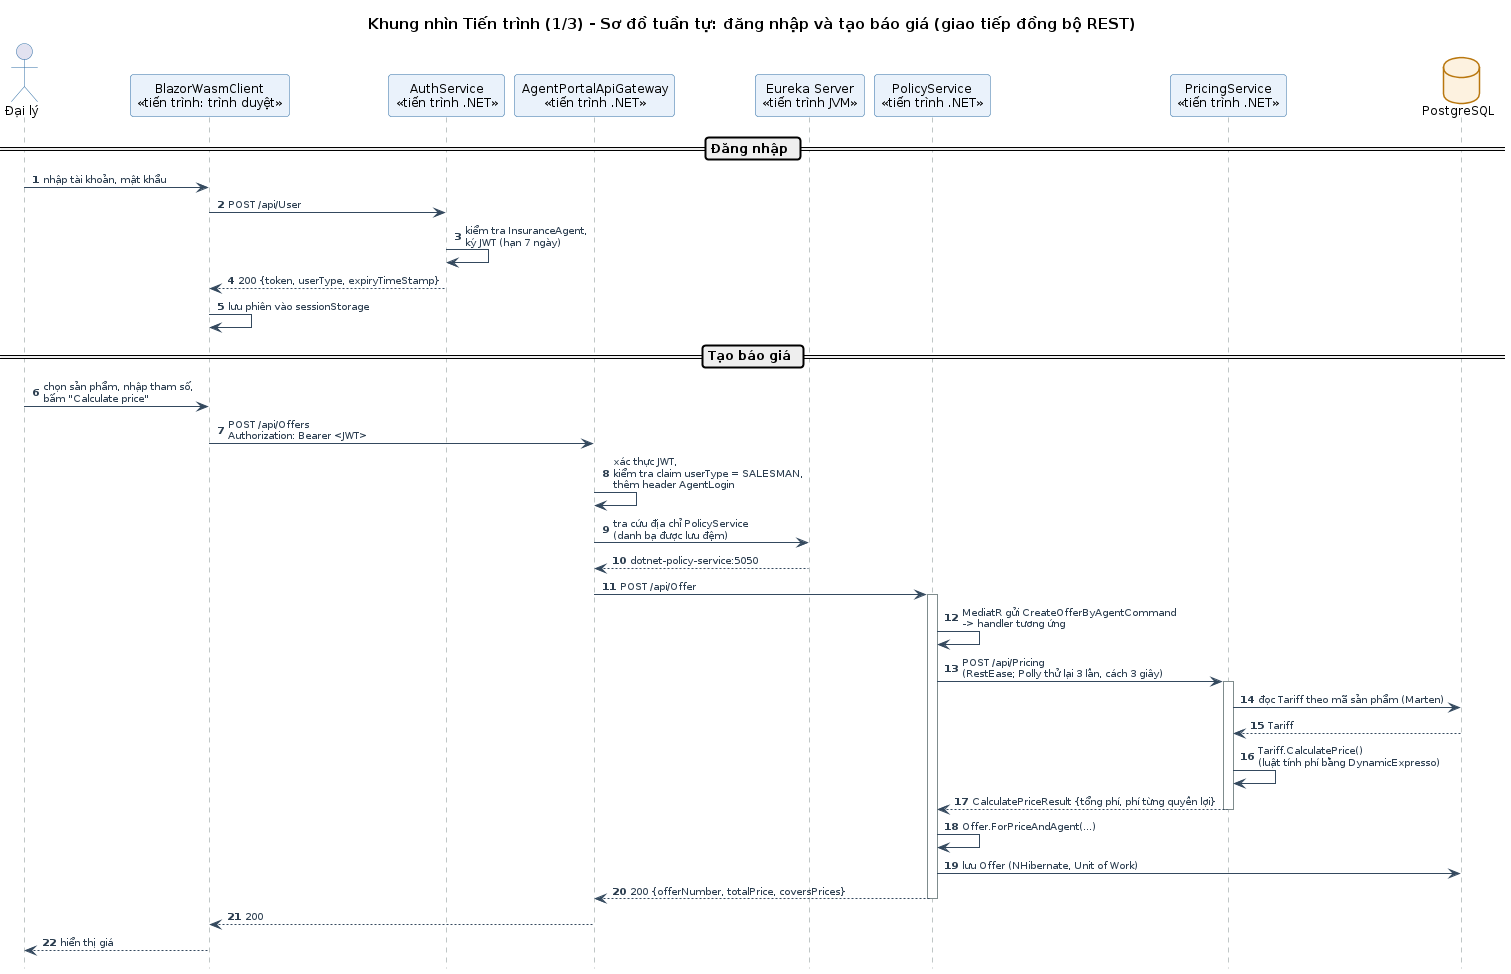 Khung nhìn Tiến trình (1/3) - Sơ đồ tuần tự: đăng nhập và tạo báo giá (giao tiếp đồng bộ REST)
Đại lý
BlazorWasmClient
«tiến trình: trình duyệt»
AuthService
«tiến trình .NET»
AgentPortalApiGateway
«tiến trình .NET»
Eureka Server
«tiến trình JVM»
PolicyService
«tiến trình .NET»
PricingService
«tiến trình .NET»
PostgreSQL
Đăng nhập
1 nhập tài khoản, mật khẩu
2 POST /api/User
3 kiểm tra InsuranceAgent,
ký JWT (hạn 7 ngày)
4 200 {token, userType, expiryTimeStamp}
5 lưu phiên vào sessionStorage
Tạo báo giá
6 chọn sản phẩm, nhập tham số,
bấm "Calculate price"
7 POST /api/Offers
Authorization: Bearer <JWT>
8 xác thực JWT,
kiểm tra claim userType = SALESMAN,
thêm header AgentLogin
9 tra cứu địa chỉ PolicyService
(danh bạ được lưu đệm)
10 dotnet-policy-service:5050
11 POST /api/Offer
12 MediatR gửi CreateOfferByAgentCommand
-> handler tương ứng
13 POST /api/Pricing
(RestEase; Polly thử lại 3 lần, cách 3 giây)
14 đọc Tariff theo mã sản phẩm (Marten)
15 Tariff
16 Tariff.CalculatePrice()
(luật tính phí bằng DynamicExpresso)
17 CalculatePriceResult {tổng phí, phí từng quyền lợi}
18 Offer.ForPriceAndAgent(...)
19 lưu Offer (NHibernate, Unit of Work)
20 200 {offerNumber, totalPrice, coversPrices}
21 200
22 hiển thị giá